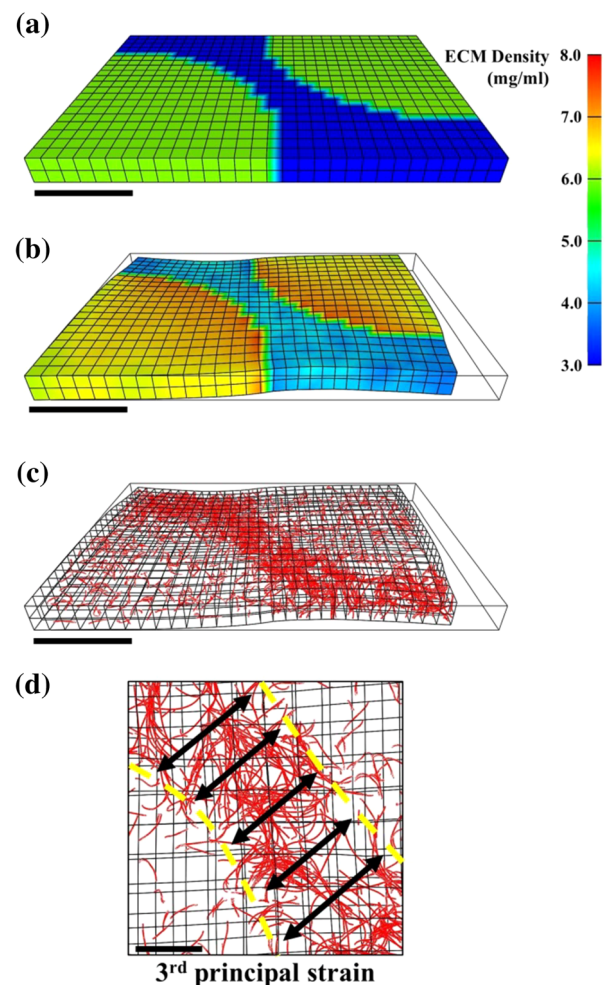 (a)
ECM Density
(mg/ml)
8.0
7.0
6.0
5.0
4.0
3.0
(b)
(c)
(d)
3rd principal strain